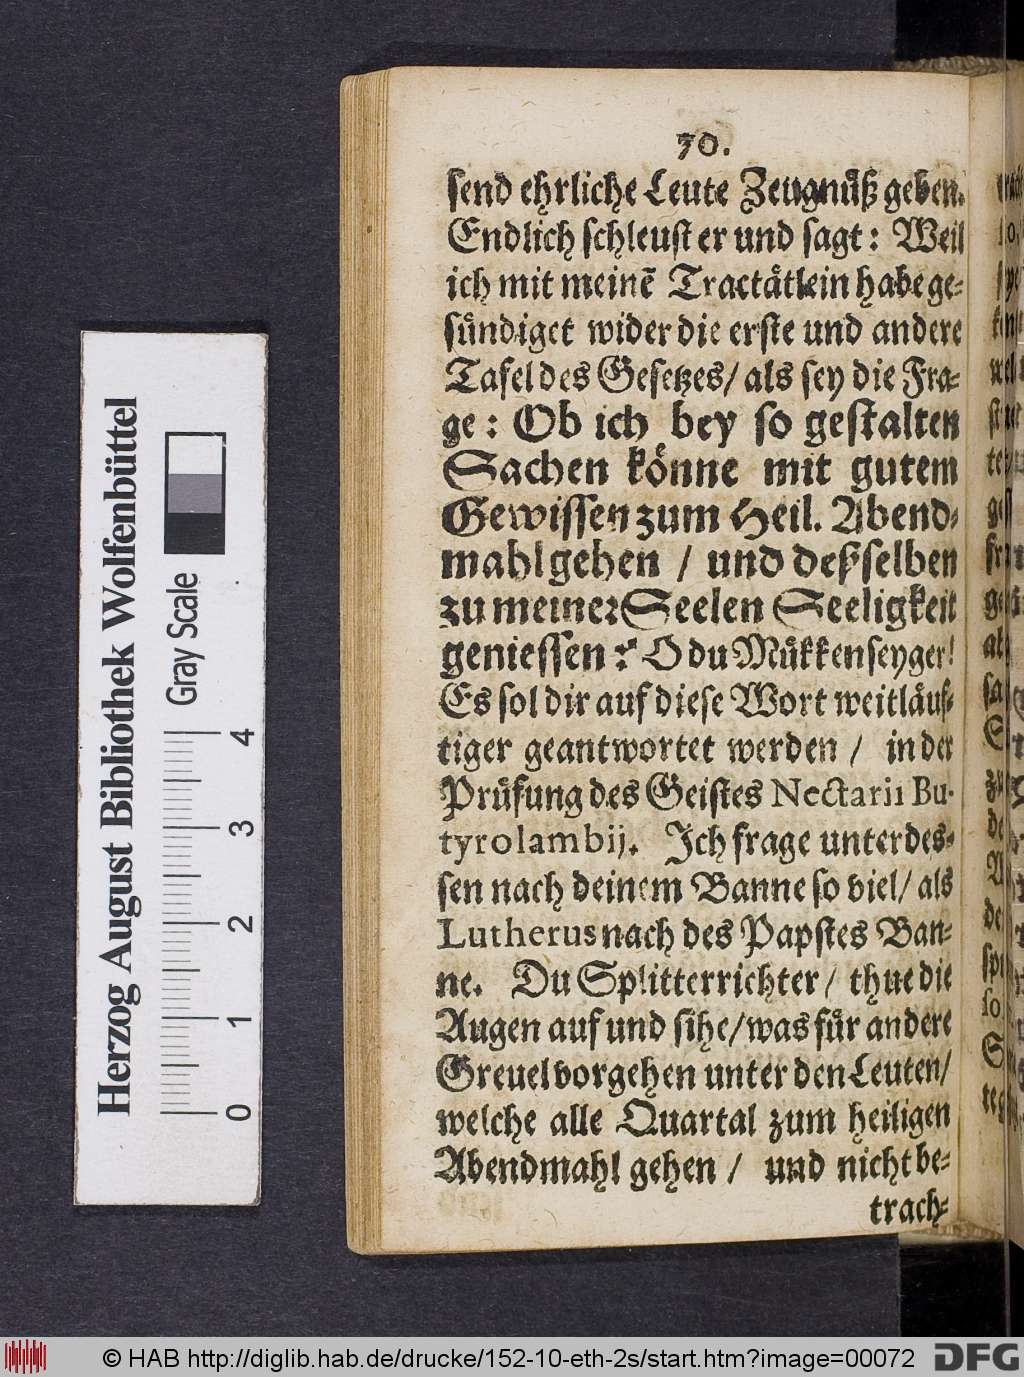 50.
send ehrliche Leute Zeugnüß geben.
Endlich schleust er und sagt: Weil
ich mit meinē Tractätlein habe ge-
sündiget wider die erste und andere
Tafel des Gesetzes/ als sey die Fra-
ge: Ob ich bey so gestalten
Sachen könne mit gutem
Gewissen zum Heil. Abend-
mahl gehen / und deßselben
zu meiner Seelen Seeligkeit
geniessen? O du Mükkenseyger!
Es sol dir auf diese Wort weitläuf-
tiger geantwortet werden / in der
Prüfung des Geistes Nectarii Bu-
tyrolambij. Ich frage unterdes-
sen nach deinem Banne so viel/ als
Lutherus nach des Papstes Ban-
ne. Du Splitterrichter/ thue die
Augen auf und sihe/ was für andere
Greuel vorgehen unter den Leuten/
welche alle Quartal zum heiligen
Abendmahl gehen / und nicht be-
trach-
Herzog August Bibliothek Wolfenbüttel
Gray Scale
0 1 2 3 4
© HAB http://diglib.hab.de/drucke/152-10-eth-2s/start.htm?image=00072
DFG